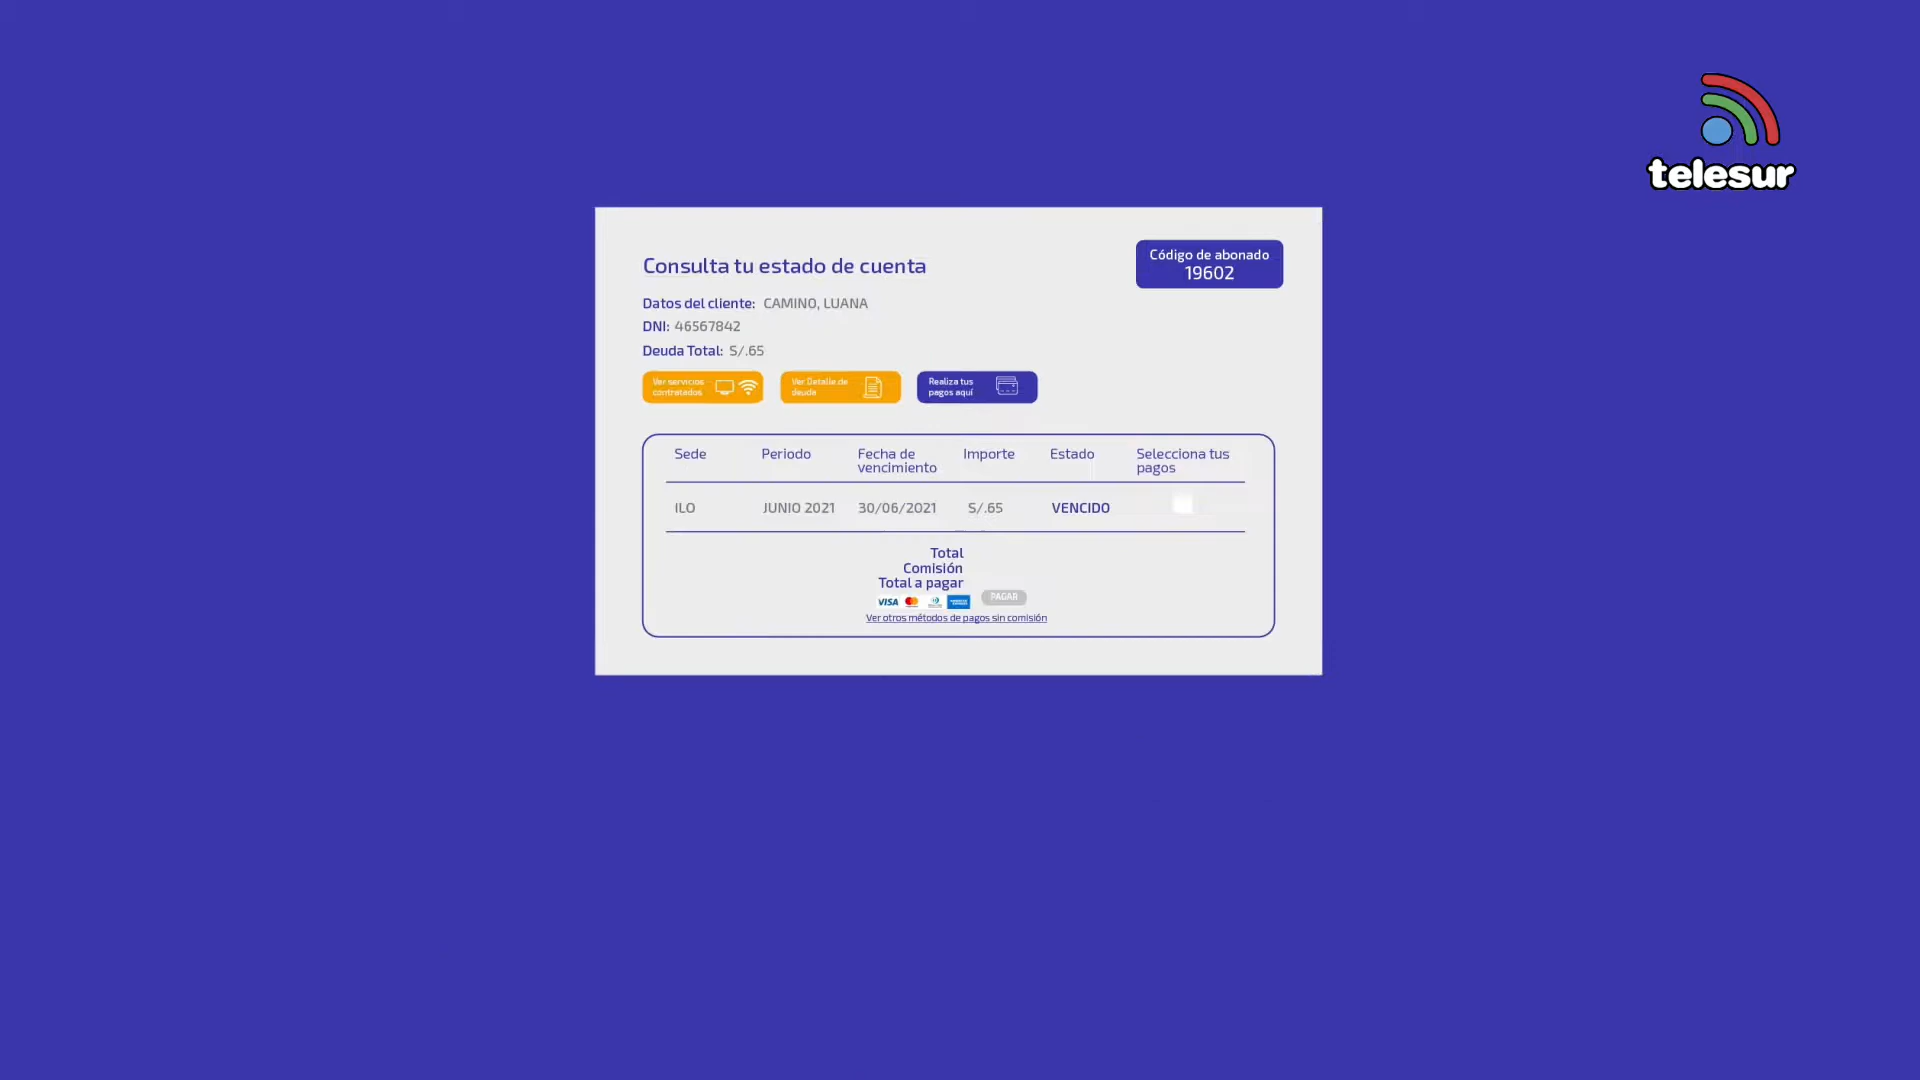 telesur
Consulta tu estado de cuenta
Código de abonado
19602
Datos del cliente: CAMINO, LUANA
DNI: 46567842
Deuda Total: S/.65
Ver servicios
contratados
Ver Detalle de
deuda
Realiza tus
pagos aquí
Sede Periodo Fecha de vencimiento Importe Estado Selecciona tus pagos
ILO JUNIO 2021 30/06/2021 S/.65 VENCIDO
Total
Comisión
Total a pagar
VISA PAGAR
Ver otros métodos de pagos sin comisión